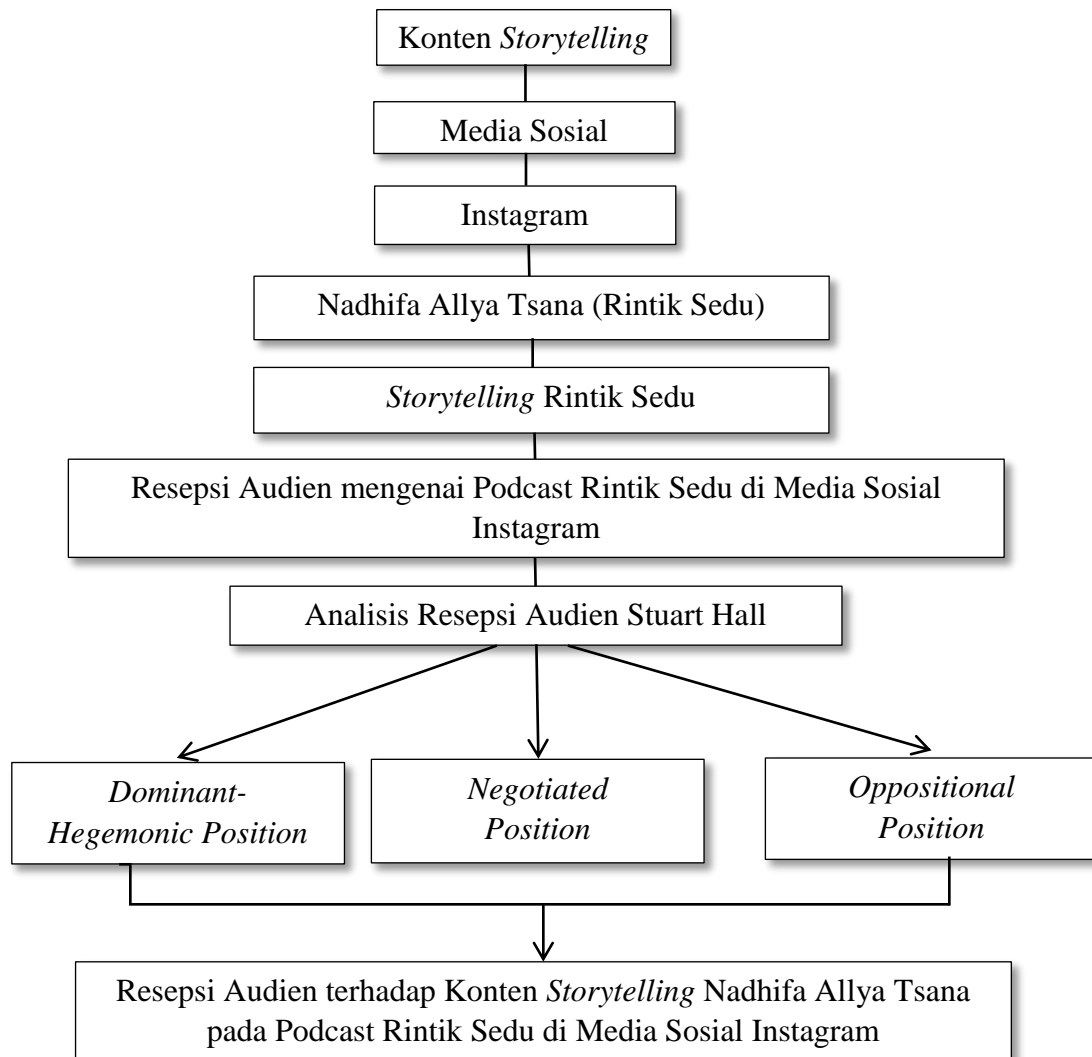 Konten Storytelling
Media Sosial
Instagram
Nadhifa Allya Tsana (Rintik Sedu)
Storytelling Rintik Sedu
Resepsi Audien mengenai Podcast Rintik Sedu di Media Sosial
Instagram
Analisis Resepsi Audien Stuart Hall
Dominant-
Hegemonic Position
Negotiated
Position
Oppositional
Position
Resepsi Audien terhadap Konten Storytelling Nadhifa Allya Tsana
pada Podcast Rintik Sedu di Media Sosial Instagram